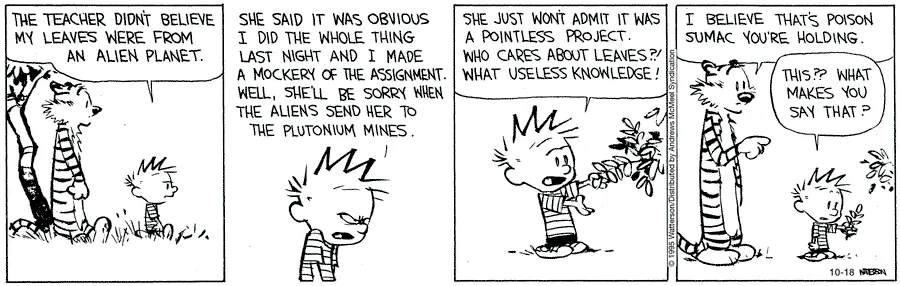 THE TEACHER DIDN'T BELIEVE
MY LEAVES WERE FROM
AN ALIEN PLANET.
SHE SAID IT WAS OBVIOUS
I DID THE WHOLE THING
LAST NIGHT AND I MADE
A MOCKERY OF THE ASSIGNMENT.
WELL, SHE'LL BE SORRY WHEN
THE ALIENS SEND HER TO
THE PLUTONIUM MINES.
SHE JUST WON'T ADMIT IT WAS
A POINTLESS PROJECT.
WHO CARES ABOUT LEAVES?!
WHAT USELESS KNOWLEDGE!
© 1995 Watterson/Distributed by Andrews McMeel Syndication
I BELIEVE THAT'S POISON
SUMAC YOU'RE HOLDING.
THIS?? WHAT
MAKES YOU
SAY THAT?
10-18 WATTERSON